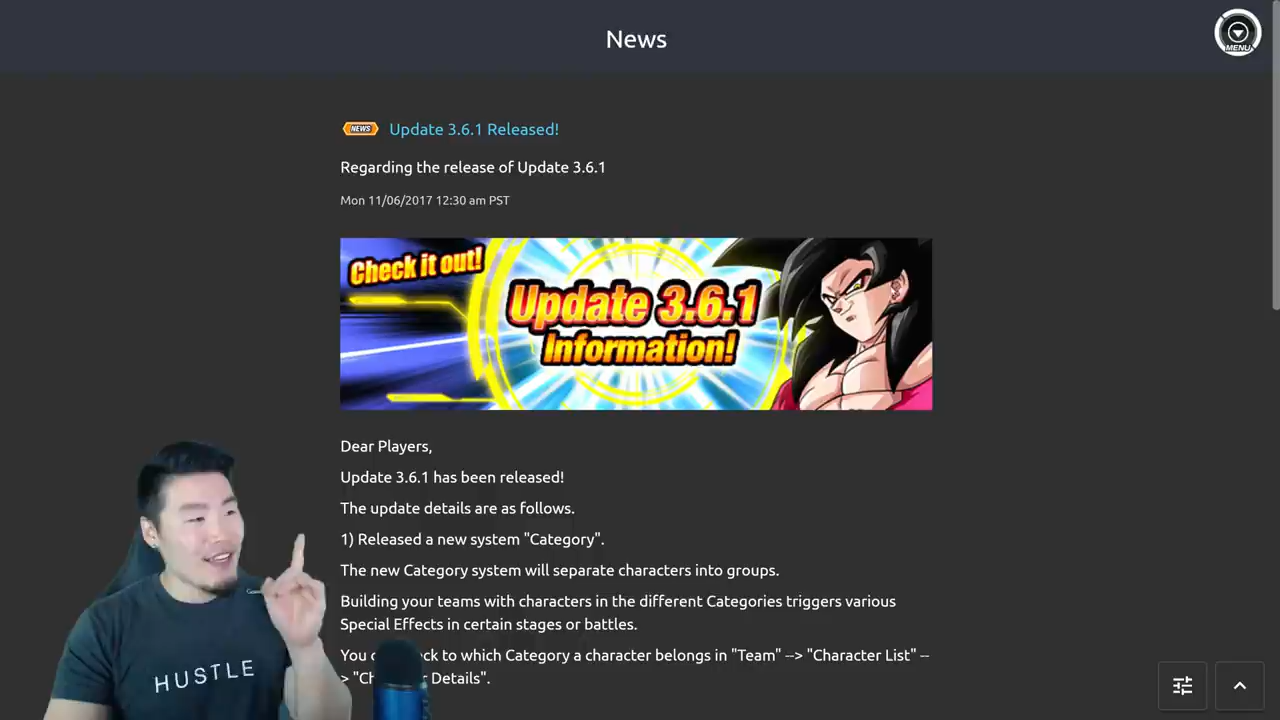 News
MENU
NEWS Update 3.6.1 Released!
Regarding the release of Update 3.6.1
Mon 11/06/2017 12:30 am PST
Check it out!
Update 3.6.1
Information!
Dear Players,
Update 3.6.1 has been released!
The update details are as follows.
1) Released a new system "Category".
The new Category system will separate characters into groups.
Building your teams with characters in the different Categories triggers various
Special Effects in certain stages or battles.
You ck to which Category a character belongs in "Team" --> "Character List" --
> "Ch r Details".
HUSTLE